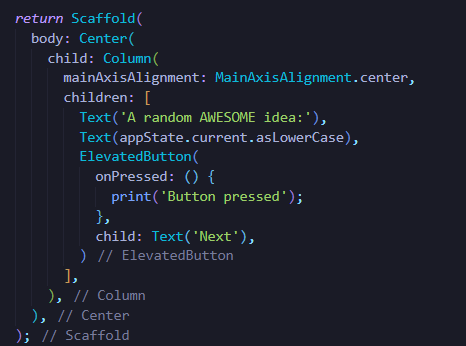 return Scaffold(
  body: Center(
    child: Column(
      mainAxisAlignment: MainAxisAlignment.center,
      children: [
        Text('A random AWESOME idea:'),
        Text(appState.current.asLowerCase),
        ElevatedButton(
          onPressed: () {
            print('Button pressed');
          },
          child: Text('Next'),
        ) // ElevatedButton
      ],
    ), // Column
  ), // Center
); // Scaffold